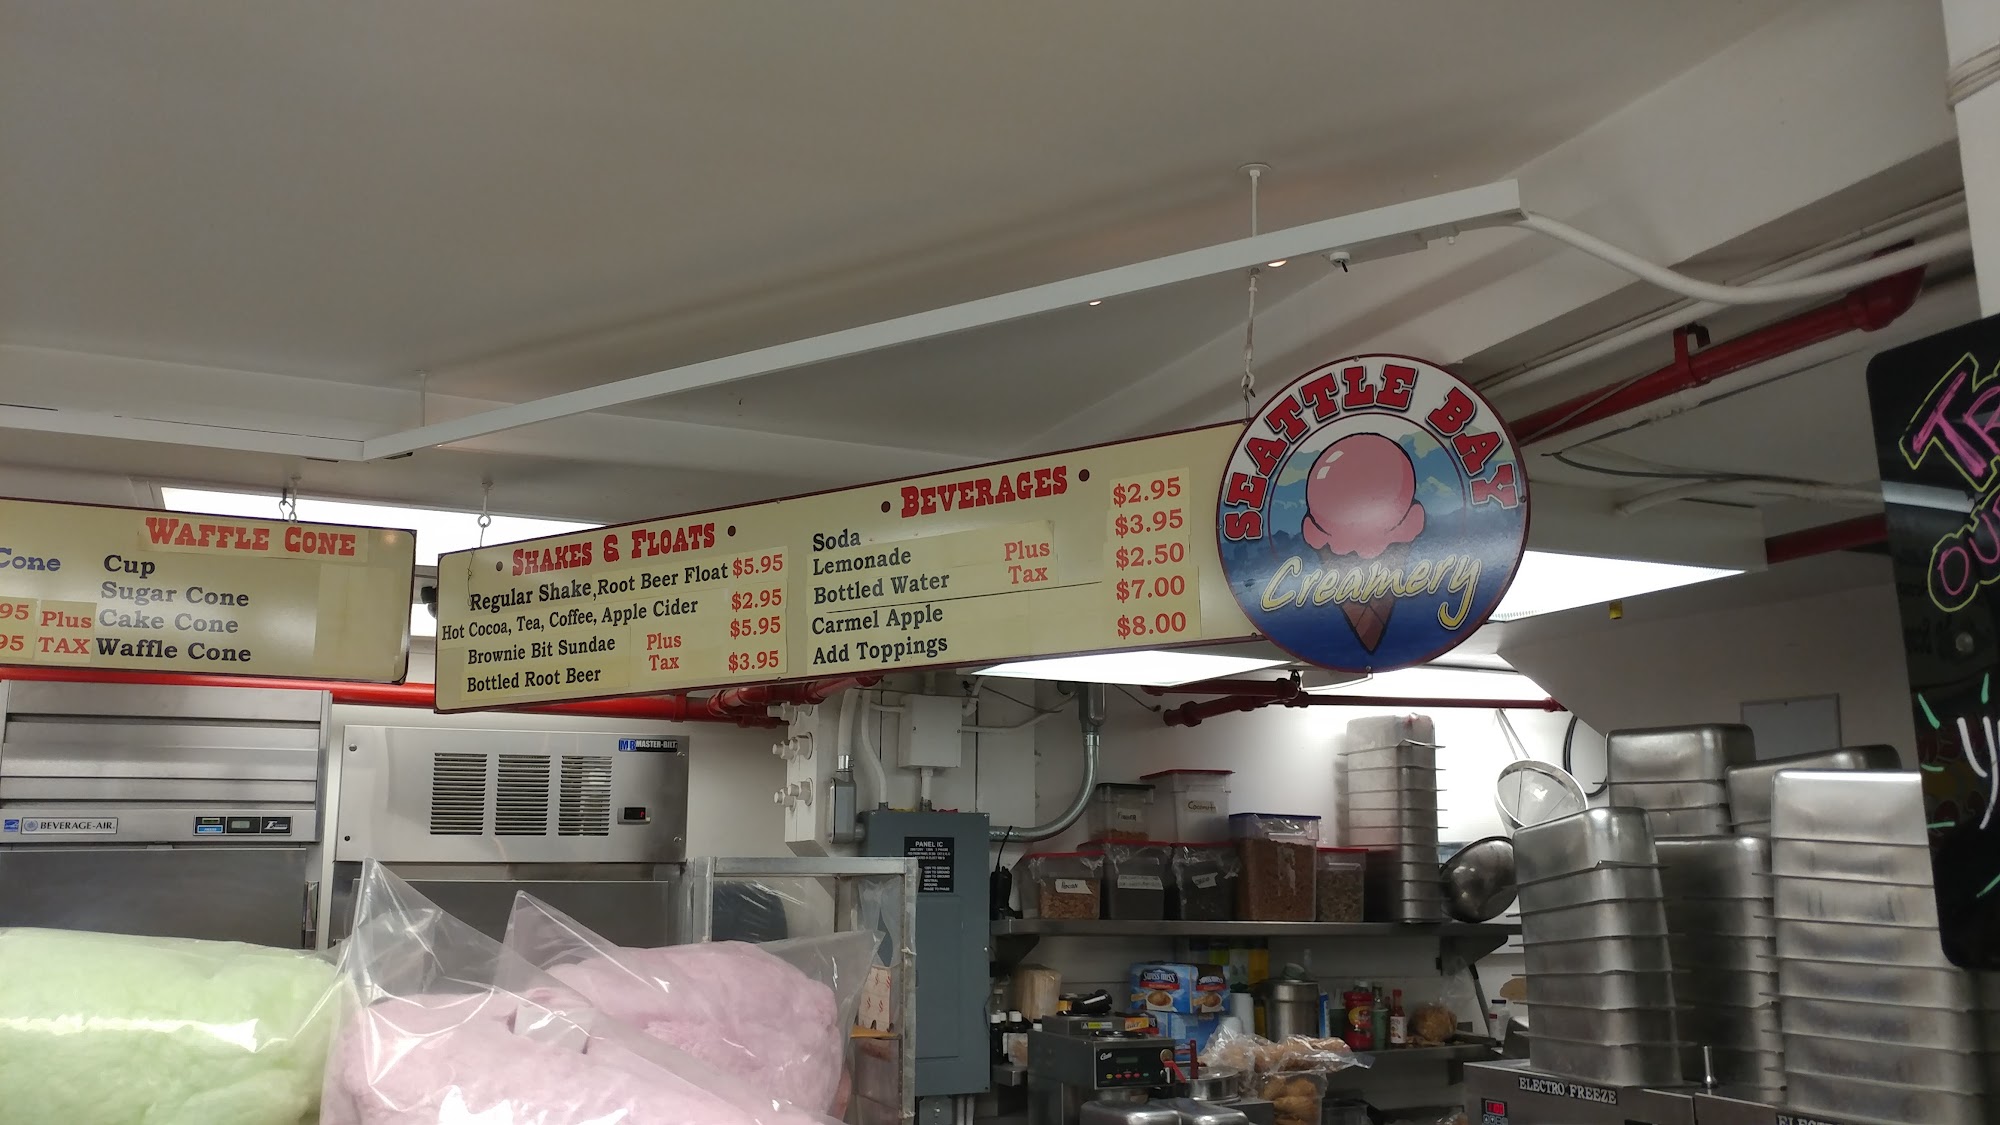 WAFFLE CONE
Cone
Cup
Sugar Cone
95 Plus Cake Cone
95 TAX Waffle Cone
• SHAKES & FLOATS •
Regular Shake, Root Beer Float $5.95
Hot Cocoa, Tea, Coffee, Apple Cider $2.95
Brownie Bit Sundae Plus $5.95
Bottled Root Beer Tax $3.95
• BEVERAGES •
Soda $2.95
Lemonade $3.95
Bottled Water Plus Tax $2.50
Carmel Apple $7.00
Add Toppings $8.00
SEATTLE BAY
Creamery
BEVERAGE-AIR
MASTER-BILT
PANEL IC
SWISS MISS
ELECTRO FREEZE